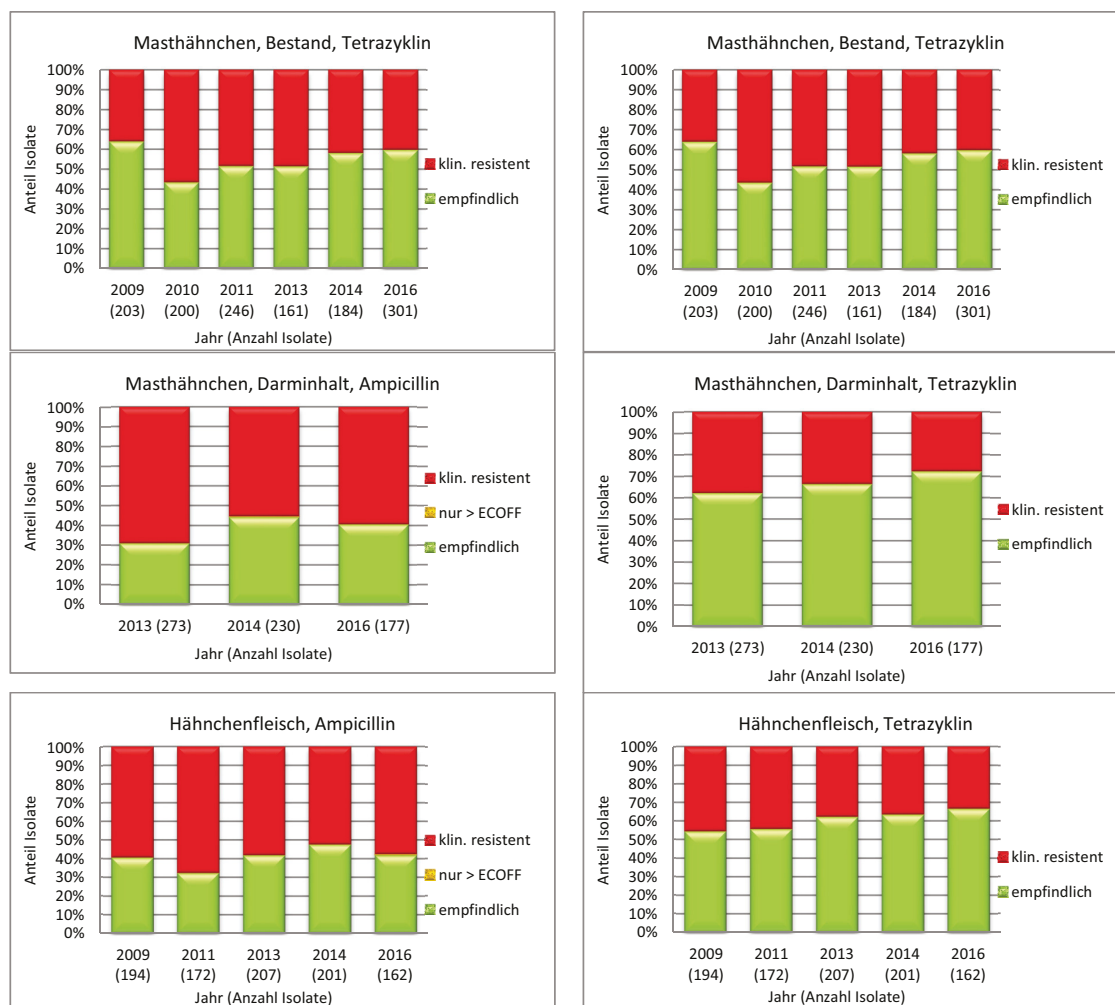 Masthähnchen, Bestand, Tetrazyklin
Anteil Isolate
100%
90%
80%
70%
60%
50%
40%
30%
20%
10%
0%
klin. resistent
empfindlich
2009 2010 2011 2013 2014 2016
(203) (200) (246) (161) (184) (301)
Jahr (Anzahl Isolate)
Masthähnchen, Bestand, Tetrazyklin
Anteil Isolate
100%
90%
80%
70%
60%
50%
40%
30%
20%
10%
0%
klin. resistent
empfindlich
2009 2010 2011 2013 2014 2016
(203) (200) (246) (161) (184) (301)
Jahr (Anzahl Isolate)
Masthähnchen, Darminhalt, Ampicillin
Anteil Isolate
100%
90%
80%
70%
60%
50%
40%
30%
20%
10%
0%
klin. resistent
nur > ECOFF
empfindlich
2013 (273) 2014 (230) 2016 (177)
Jahr (Anzahl Isolate)
Masthähnchen, Darminhalt, Tetrazyklin
Anteil Isolate
100%
90%
80%
70%
60%
50%
40%
30%
20%
10%
0%
klin. resistent
empfindlich
2013 (273) 2014 (230) 2016 (177)
Jahr (Anzahl Isolate)
Hähnchenfleisch, Ampicillin
Anteil Isolate
100%
90%
80%
70%
60%
50%
40%
30%
20%
10%
0%
klin. resistent
nur > ECOFF
empfindlich
2009 2011 2013 2014 2016
(194) (172) (207) (201) (162)
Jahr (Anzahl Isolate)
Hähnchenfleisch, Tetrazyklin
Anteil Isolate
100%
90%
80%
70%
60%
50%
40%
30%
20%
10%
0%
klin. resistent
empfindlich
2009 2011 2013 2014 2016
(194) (172) (207) (201) (162)
Jahr (Anzahl Isolate)